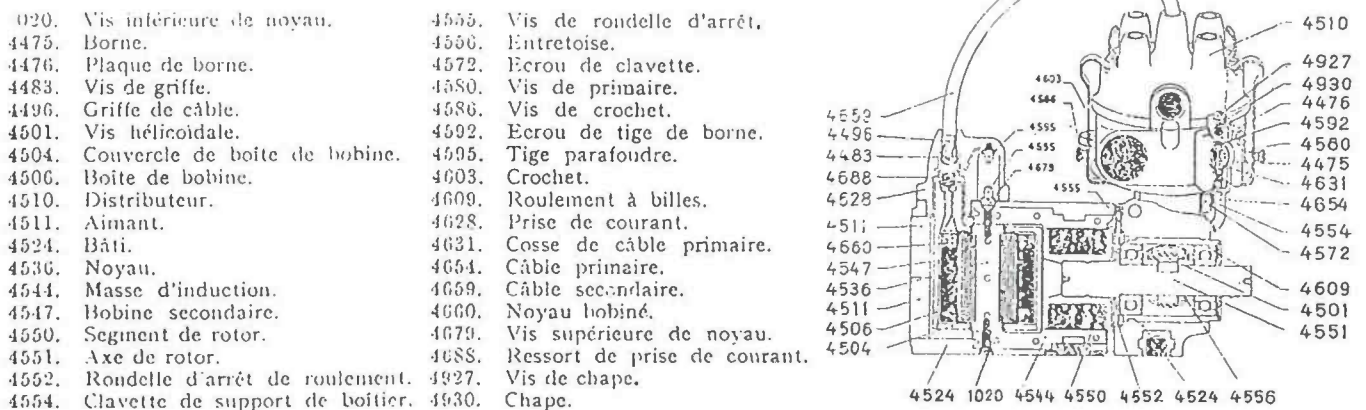 020. Vis intérieure de noyau.
4475. Borne.
4476. Plaque de borne.
4483. Vis de griffe.
4496. Griffe de câble.
4501. Vis hélicoïdale.
4504. Couvercle de boîte de bobine.
4506. Boîte de bobine.
4510. Distributeur.
4511. Aimant.
4524. Bâti.
4536. Noyau.
4544. Masse d'induction.
4547. Bobine secondaire.
4550. Segment de rotor.
4551. Axe de rotor.
4552. Rondelle d'arrêt de roulement.
4554. Clavette de support de boîtier.
4555. Vis de rondelle d'arrêt.
4556. Entretoise.
4572. Ecrou de clavette.
4580. Vis de primaire.
4586. Vis de crochet.
4592. Ecrou de tige de borne.
4595. Tige parafoudre.
4603. Crochet.
4609. Roulement à billes.
4628. Prise de courant.
4631. Cosse de câble primaire.
4654. Câble primaire.
4659. Câble secondaire.
4660. Noyau bobiné.
4679. Vis supérieure de noyau.
4688. Ressort de prise de courant.
4927. Vis de chape.
4930. Chape.
4659
4496
4483
4688
4528
4511
4660
4547
4536
4511
4506
4504
4603
4586
4595
4595
4679
4555
4510
4927
4930
4476
4592
4580
4475
4631
4654
4554
4572
4609
4501
4551
4524 1020 4544 4550 4552 4524 4556